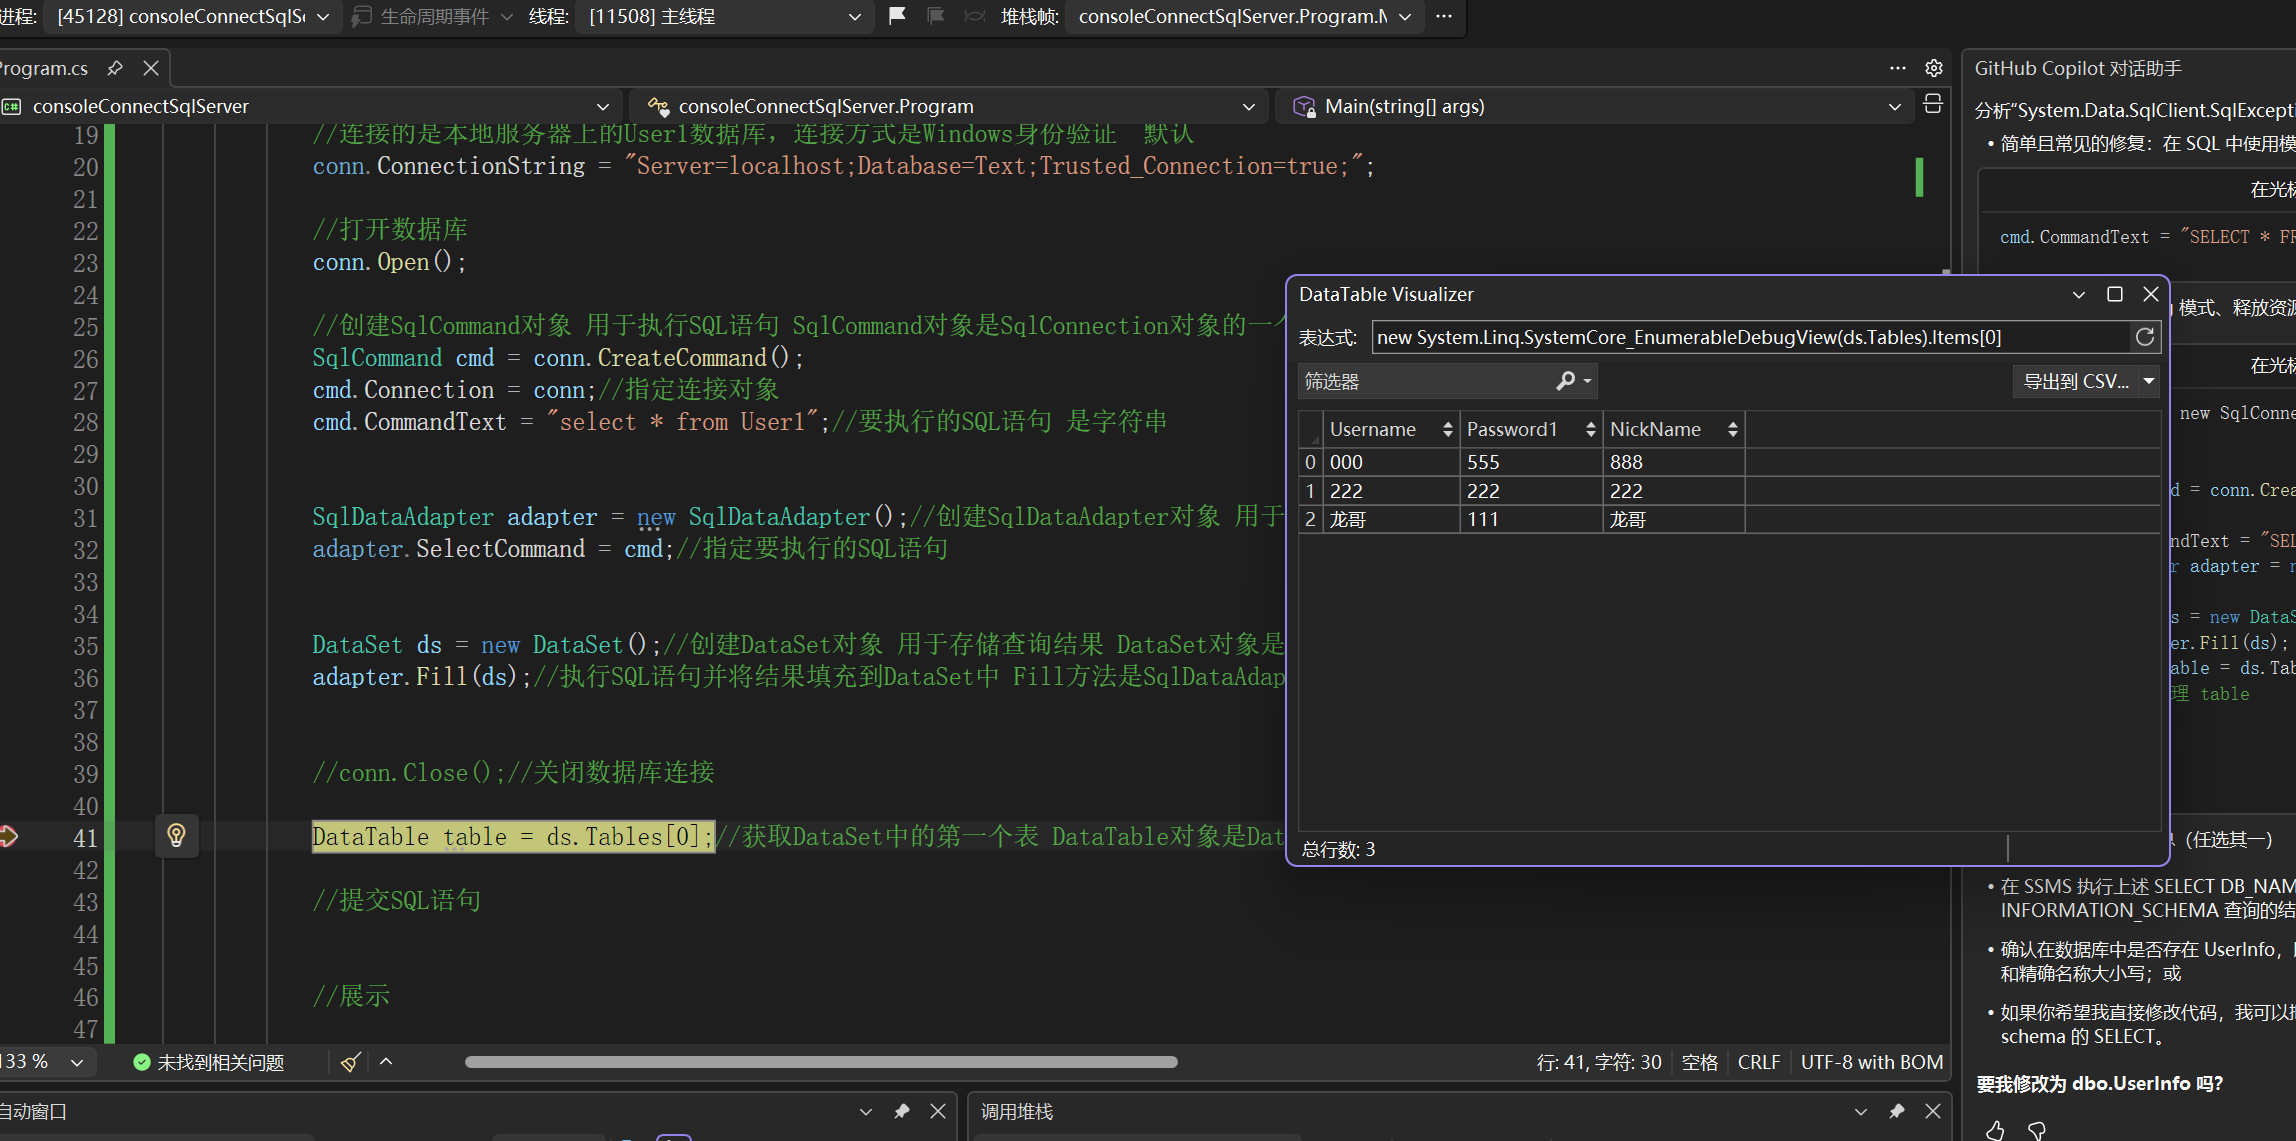 进程: [45128] consoleConnectSqlS 生命周期事件 线程: [11508] 主线程 堆栈帧: consoleConnectSqlServer.Program.M
Program.cs
consoleConnectSqlServer consoleConnectSqlServer.Program Main(string[] args)
19 //连接的是本地服务器上的User1数据库，连接方式是Windows身份验证 默认
20 conn.ConnectionString = "Server=localhost;Database=Text;Trusted_Connection=true;";
21
22 //打开数据库
23 conn.Open();
24
25 //创建SqlCommand对象 用于执行SQL语句 SqlCommand对象是SqlConnection对象的一个
26 SqlCommand cmd = conn.CreateCommand();
27 cmd.Connection = conn;//指定连接对象
28 cmd.CommandText = "select * from User1";//要执行的SQL语句 是字符串
29
30
31 SqlDataAdapter adapter = new SqlDataAdapter();//创建SqlDataAdapter对象 用于
32 adapter.SelectCommand = cmd;//指定要执行的SQL语句
33
34
35 DataSet ds = new DataSet();//创建DataSet对象 用于存储查询结果 DataSet对象是
36 adapter.Fill(ds);//执行SQL语句并将结果填充到DataSet中 Fill方法是SqlDataAdap
37
38
39 //conn.Close();//关闭数据库连接
40
41 DataTable table = ds.Tables[0];//获取DataSet中的第一个表 DataTable对象是Dat
42
43 //提交SQL语句
44
45
46 //展示
47
133 % 未找到相关问题 行: 41, 字符: 30 空格 CRLF UTF-8 with BOM
自动窗口
调用堆栈
DataTable Visualizer
表达式: new System.Linq.SystemCore_EnumerableDebugView(ds.Tables).Items[0]
筛选器 导出到 CSV...
Username Password1 NickName
0 000 555 888
1 222 222 222
2 龙哥 111 龙哥
总行数: 3
GitHub Copilot 对话助手
分析"System.Data.SqlClient.SqlExcepti
• 简单且常见的修复：在 SQL 中使用模
在光标
cmd.CommandText = "SELECT * FR
模式、释放资源
在光标
new SqlConne
d = conn.Crea
ndText = "SEL
r adapter = n
s = new DataS
er.Fill(ds);
able = ds.Tab
理 table
（任选其一）
• 在 SSMS 执行上述 SELECT DB_NAM
INFORMATION_SCHEMA 查询的结
• 确认在数据库中是否存在 UserInfo，
和精确名称大小写；或
• 如果你希望我直接修改代码，我可以
schema 的 SELECT。
要我修改为 dbo.UserInfo 吗?